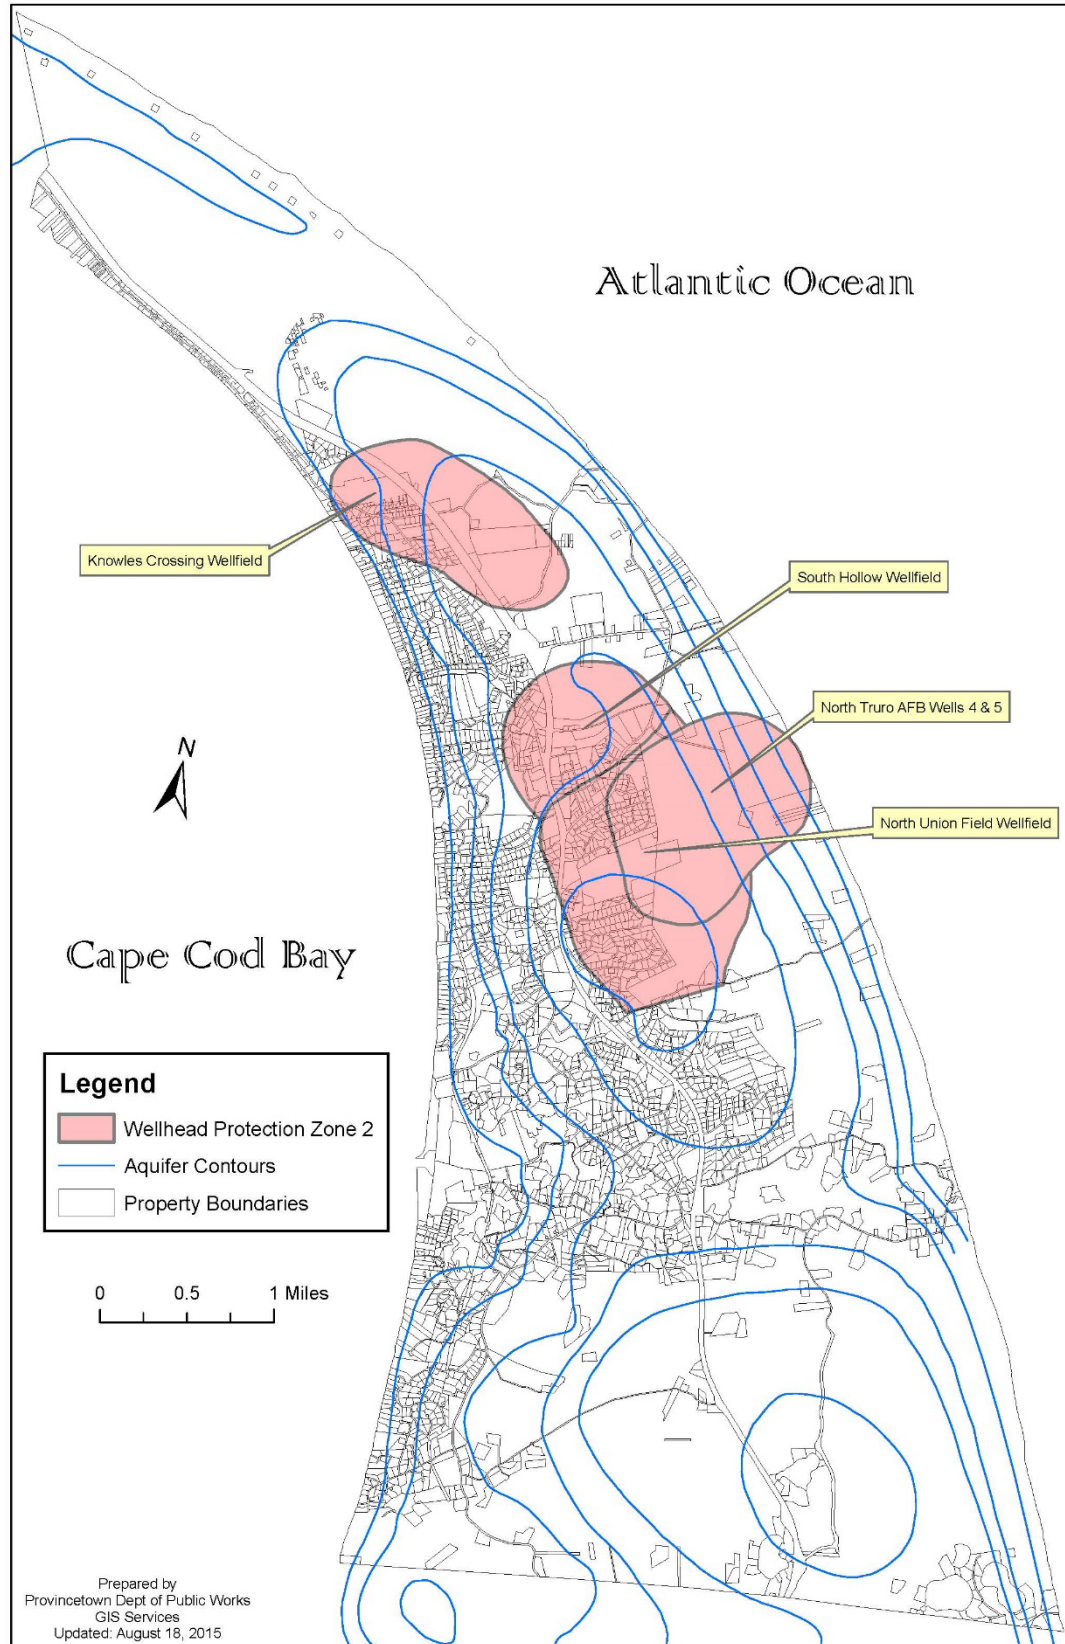 Atlantic Ocean
Knowles Crossing Wellfield
South Hollow Wellfield
North Truro AFB Wells 4 & 5
N
North Union Field Wellfield
Cape Cod Bay
Legend
Wellhead Protection Zone 2
Aquifer Contours
Property Boundaries
0 0.5 1 Miles
Prepared by
Provincetown Dept of Public Works
GIS Services
Updated: August 18, 2015